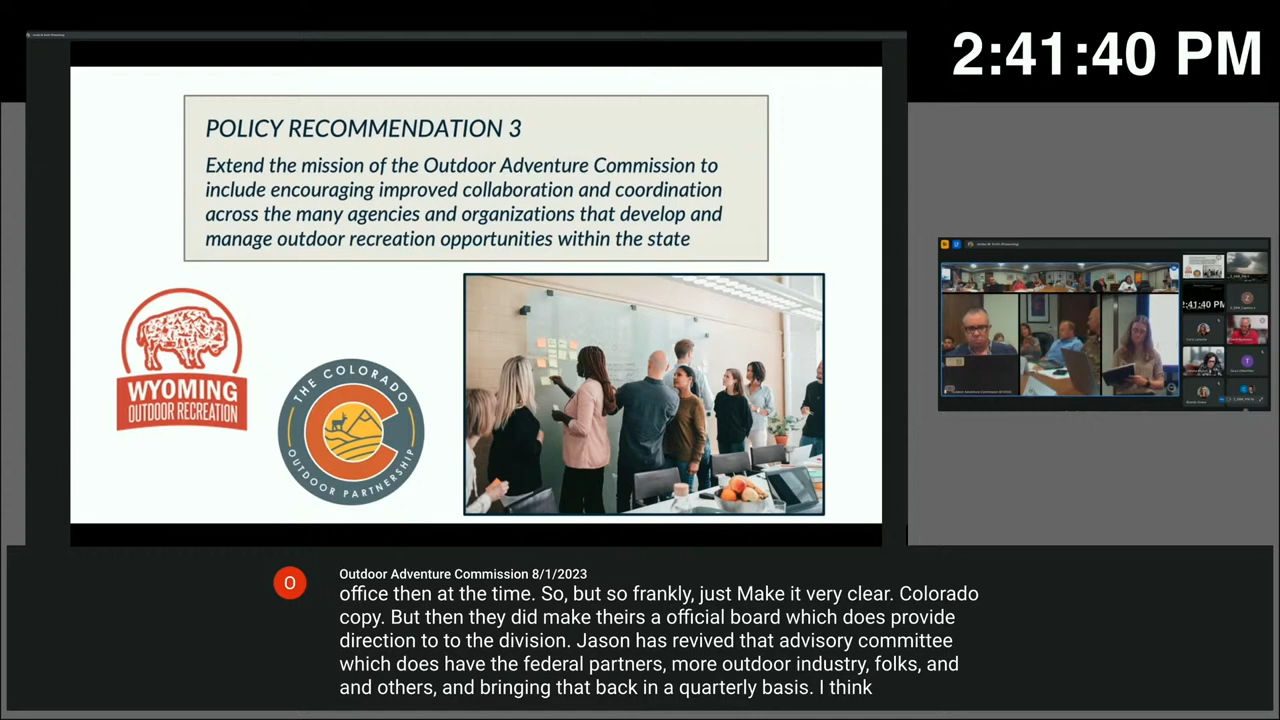 2:41:40 PM
POLICY RECOMMENDATION 3
Extend the mission of the Outdoor Adventure Commission to
include encouraging improved collaboration and coordination
across the many agencies and organizations that develop and
manage outdoor recreation opportunities within the state
WYOMING
OUTDOOR RECREATION
THE COLORADO
OUTDOOR PARTNERSHIP
2:41:40 PM
O
Outdoor Adventure Commission 8/1/2023
office then at the time. So, but so frankly, just Make it very clear. Colorado
copy. But then they did make theirs a official board which does provide
direction to to the division. Jason has revived that advisory committee
which does have the federal partners, more outdoor industry, folks, and
and others, and bringing that back in a quarterly basis. I think